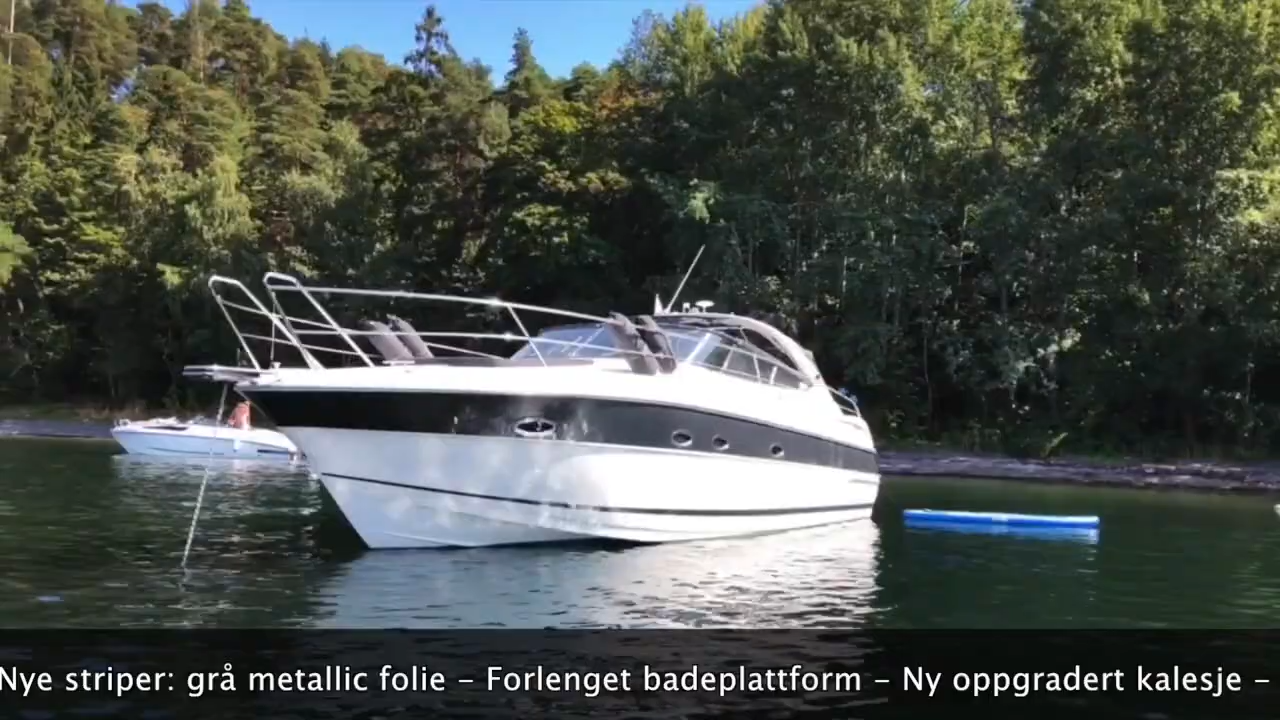 Nye striper: grå metallic folie – Forlenget badeplattform – Ny oppgradert kalesje –